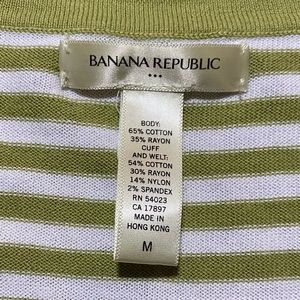 BANANA REPUBLIC
BODY:
65% COTTON
35% RAYON
CUFF
AND WELT:
54% COTTON
30% RAYON
14% NYLON
2% SPANDEX
RN 54023
CA 17897
MADE IN
HONG KONG
M